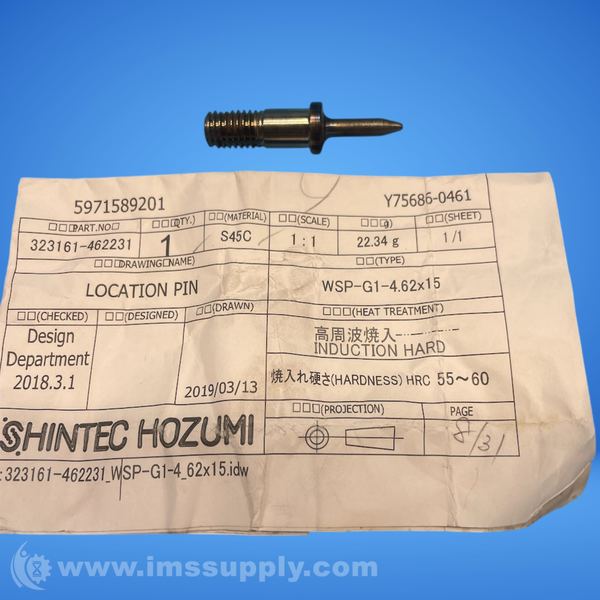 5971589201 Y75686-0461
□□PART.NO□ □□QTY.) □□(MATERIAL) □□(SCALE) □□ g) □□(SHEET)
323161-462231 1 S45C 1:1 22.34 g 1/1
□□□DRAWING□NAME) □□(TYPE)
LOCATION PIN WSP-G1-4.62x15
□□(CHECKED) □□(DESIGNED) □□(DRAWN) □□□(HEAT TREATMENT)
Design
Department
2018.3.1
2019/03/13
高周波焼入
INDUCTION HARD
焼入れ硬さ(HARDNESS) HRC 55～60
□□□(PROJECTION) PAGE
8/31
SHINTEC HOZUMI
: 323161-462231_WSP-G1-4_62x15.idw
www.imssupply.com